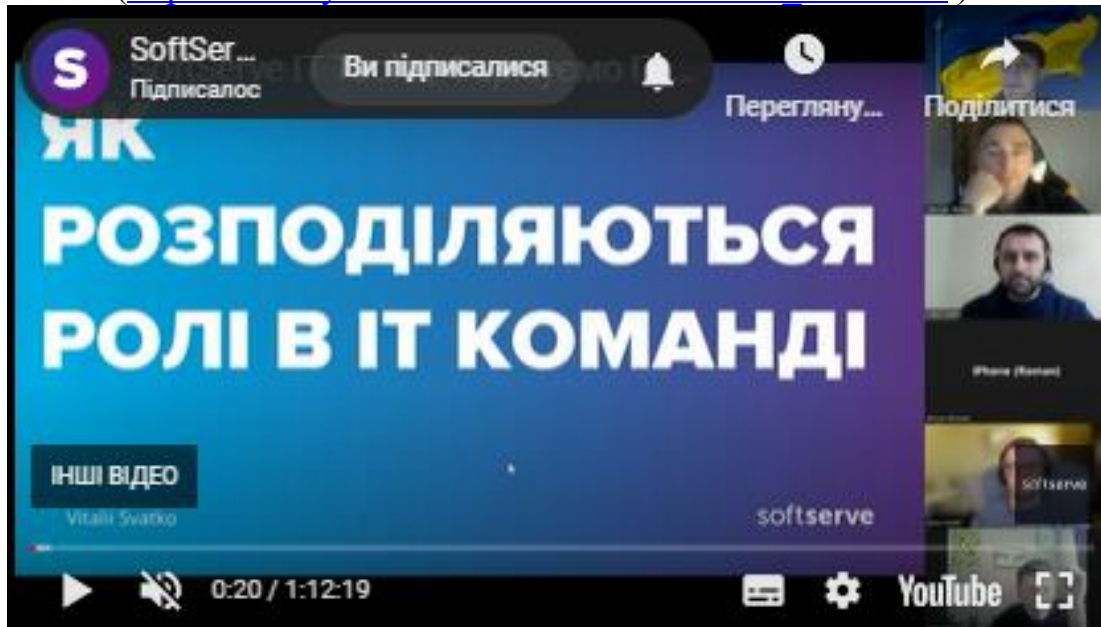 SoftSer...
Ви підписалися
Підписалос
Перегляну...
Поділитися
ЯК
РОЗПОДІЛЯЮТЬСЯ
РОЛІ В ІТ КОМАНДІ
iPhone (Roman)
ІНШІ ВІДЕО
softserve
Vitalii Svatko
softserve
0:20 / 1:12:19
YouTube